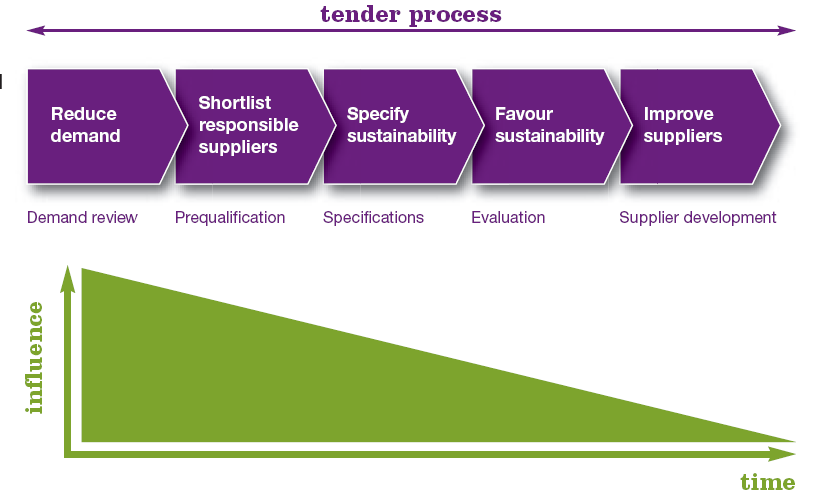 tender process
Reduce
demand
Shortlist
responsible
suppliers
Specify
sustainability
Favour
sustainability
Improve
suppliers
Demand review
Prequalification
Specifications
Evaluation
Supplier development
influence
time